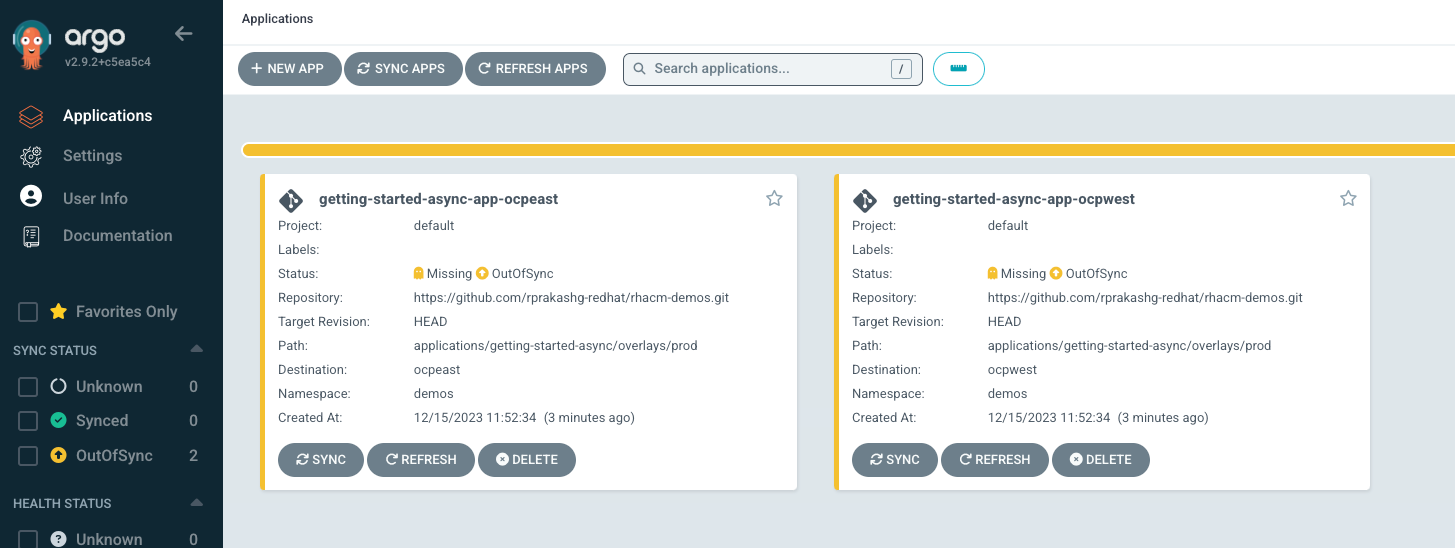 argo
v2.9.2+c5ea5c4
Applications
Settings
User Info
Documentation
Favorites Only
SYNC STATUS
Unknown 0
Synced 0
OutOfSync 2
HEALTH STATUS
Unknown 0
Applications
NEW APP SYNC APPS REFRESH APPS Search applications... /
getting-started-async-app-ocpeast
Project: default
Labels:
Status: Missing OutOfSync
Repository: https://github.com/rprakashg-redhat/rhacm-demos.git
Target Revision: HEAD
Path: applications/getting-started-async/overlays/prod
Destination: ocpeast
Namespace: demos
Created At: 12/15/2023 11:52:34 (3 minutes ago)
SYNC REFRESH DELETE
getting-started-async-app-ocpwest
Project: default
Labels:
Status: Missing OutOfSync
Repository: https://github.com/rprakashg-redhat/rhacm-demos.git
Target Revision: HEAD
Path: applications/getting-started-async/overlays/prod
Destination: ocpwest
Namespace: demos
Created At: 12/15/2023 11:52:34 (3 minutes ago)
SYNC REFRESH DELETE